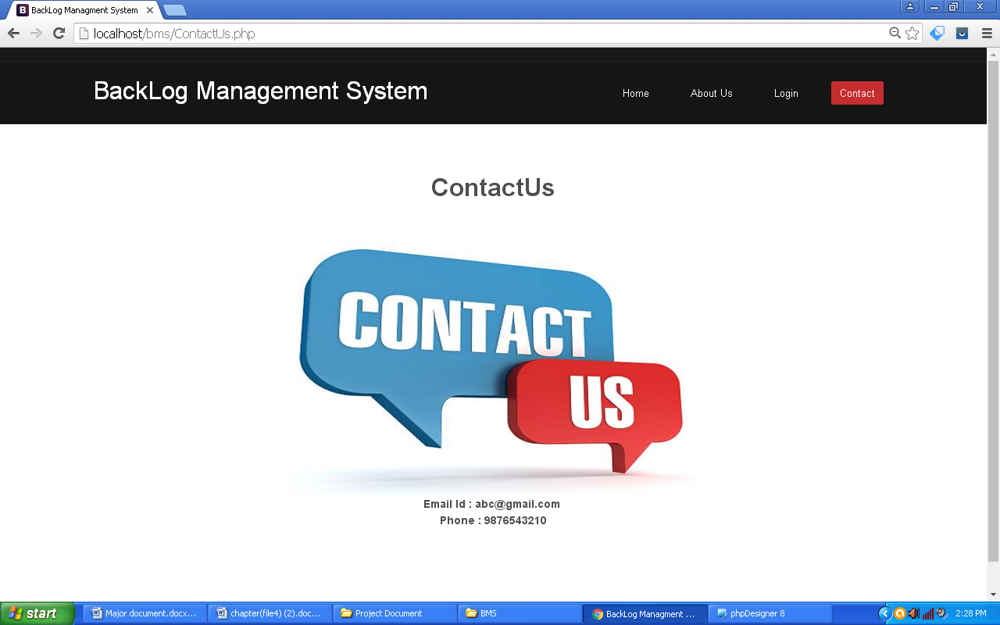 B BackLog Managment System
localhost/bms/ContactUs.php
BackLog Management System
Home About Us Login Contact
ContactUs
CONTACT
US
Email Id : abc@gmail.com
Phone : 9876543210
start Major document.docx... chapter(file4) (2).doc... Project Document BMS BackLog Managment ... phpDesigner 8 2:28 PM